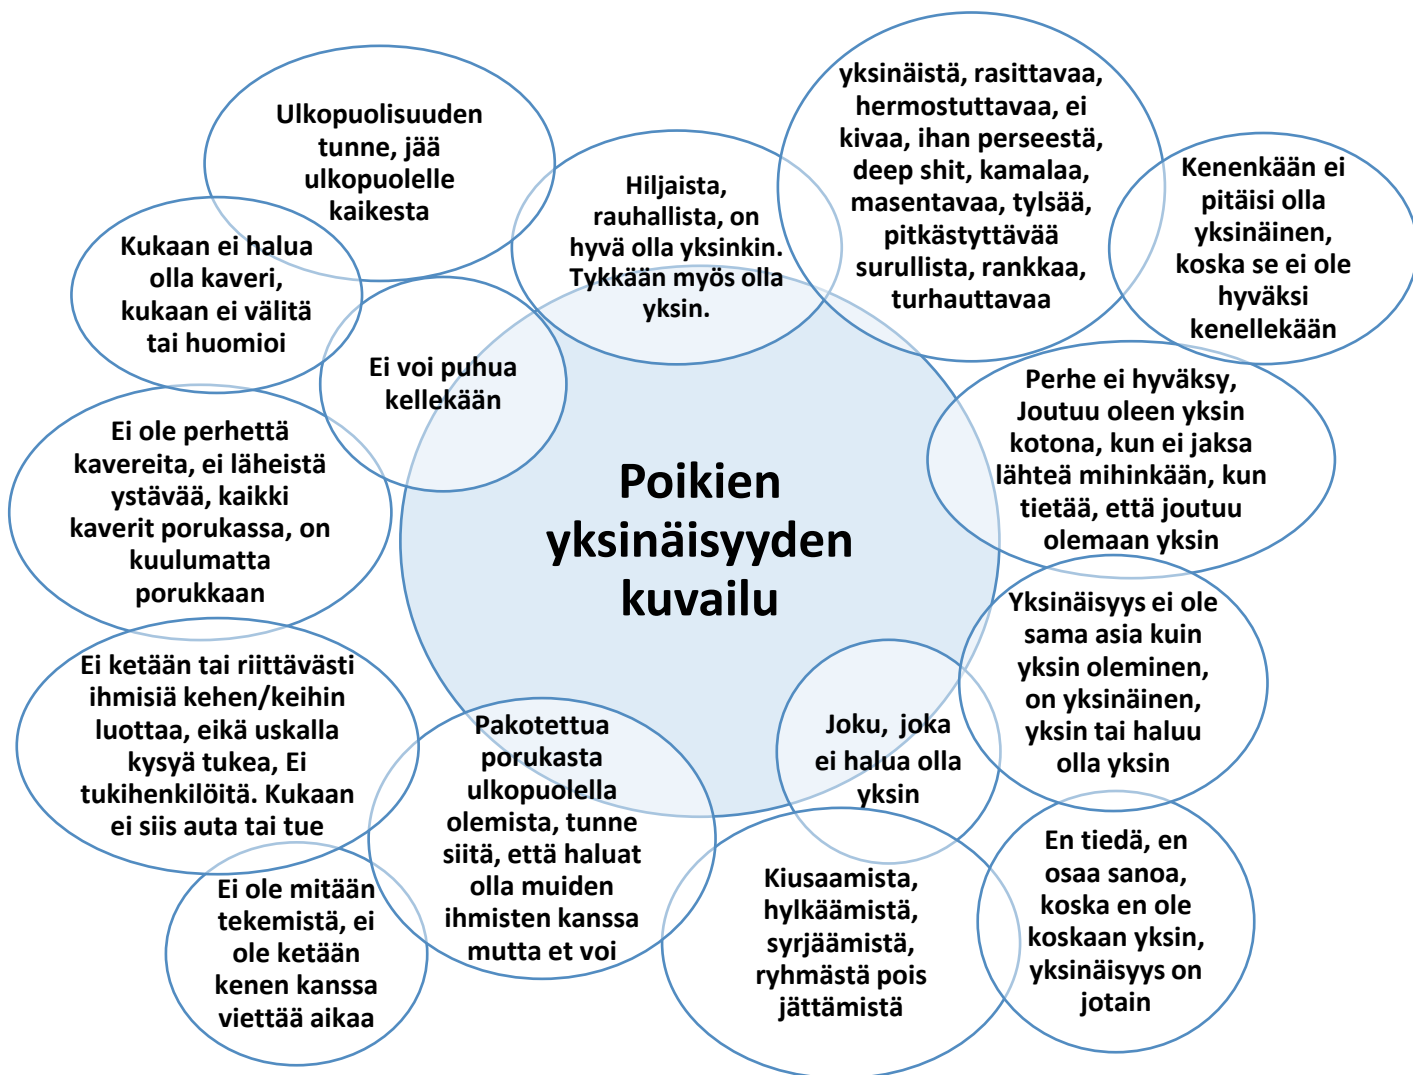 Ulkopuolisuuden
tunne, jää
ulkopuolelle
kaikesta
Hiljaista,
rauhallista, on
hyvä olla yksinkin.
Tykkään myös olla
yksin.
yksinäistä, rasittavaa,
hermostuttavaa, ei
kivaa, ihan perseestä,
deep shit, kamalaa,
masentavaa, tylsää,
pitkästyttävää
surullista, rankkaa,
turhauttavaa
Kenenkään ei
pitäisi olla
yksinäinen,
koska se ei ole
hyväksi
kenellekään
Kukaan ei halua
olla kaveri,
kukaan ei välitä
tai huomioi
Ei voi puhua
kellekään
Perhe ei hyväksy,
Joutuu oleen yksin
kotona, kun ei jaksa
lähteä mihinkään, kun
tietää, että joutuu
olemaan yksin
Ei ole perhettä
kavereita, ei läheistä
ystävää, kaikki
kaverit porukassa, on
kuulumatta
porukkaan
Poikien
yksinäisyyden
kuvailu
Yksinäisyys ei ole
sama asia kuin
yksin oleminen,
on yksinäinen,
yksin tai haluu
olla yksin
Ei ketään tai riittävästi
ihmisiä kehen/keihin
luottaa, eikä uskalla
kysyä tukea, Ei
tukihenkilöitä. Kukaan
ei siis auta tai tue
Pakotettua
porukasta
ulkopuolella
olemista, tunne
siitä, että haluat
olla muiden
ihmisten kanssa
mutta et voi
Joku, joka
ei halua olla
yksin
Ei ole mitään
tekemistä, ei
ole ketään
kenen kanssa
viettää aikaa
Kiusaamista,
hylkäämistä,
syrjäämistä,
ryhmästä pois
jättämistä
En tiedä, en
osaa sanoa,
koska en ole
koskaan yksin,
yksinäisyys on
jotain